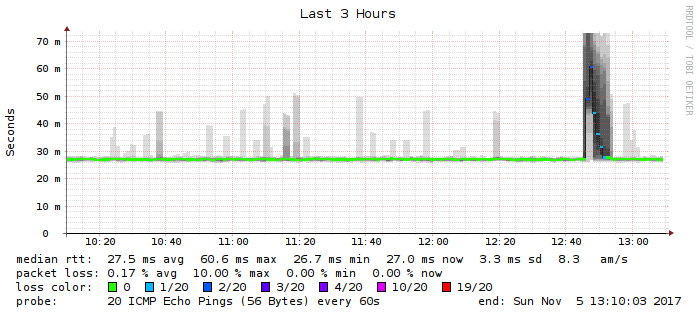 Last 3 Hours
RRDTOOL / TOBI OETIKER
Seconds
70 m
60 m
50 m
40 m
30 m
20 m
10 m
0
10:20 10:40 11:00 11:20 11:40 12:00 12:20 12:40 13:00
median rtt: 27.5 ms avg 60.6 ms max 26.7 ms min 27.0 ms now 3.3 ms sd 8.3 am/s
packet loss: 0.17 % avg 10.00 % max 0.00 % min 0.00 % now
loss color: 0 1/20 2/20 3/20 4/20 10/20 19/20
probe: 20 ICMP Echo Pings (56 Bytes) every 60s end: Sun Nov 5 13:10:03 2017